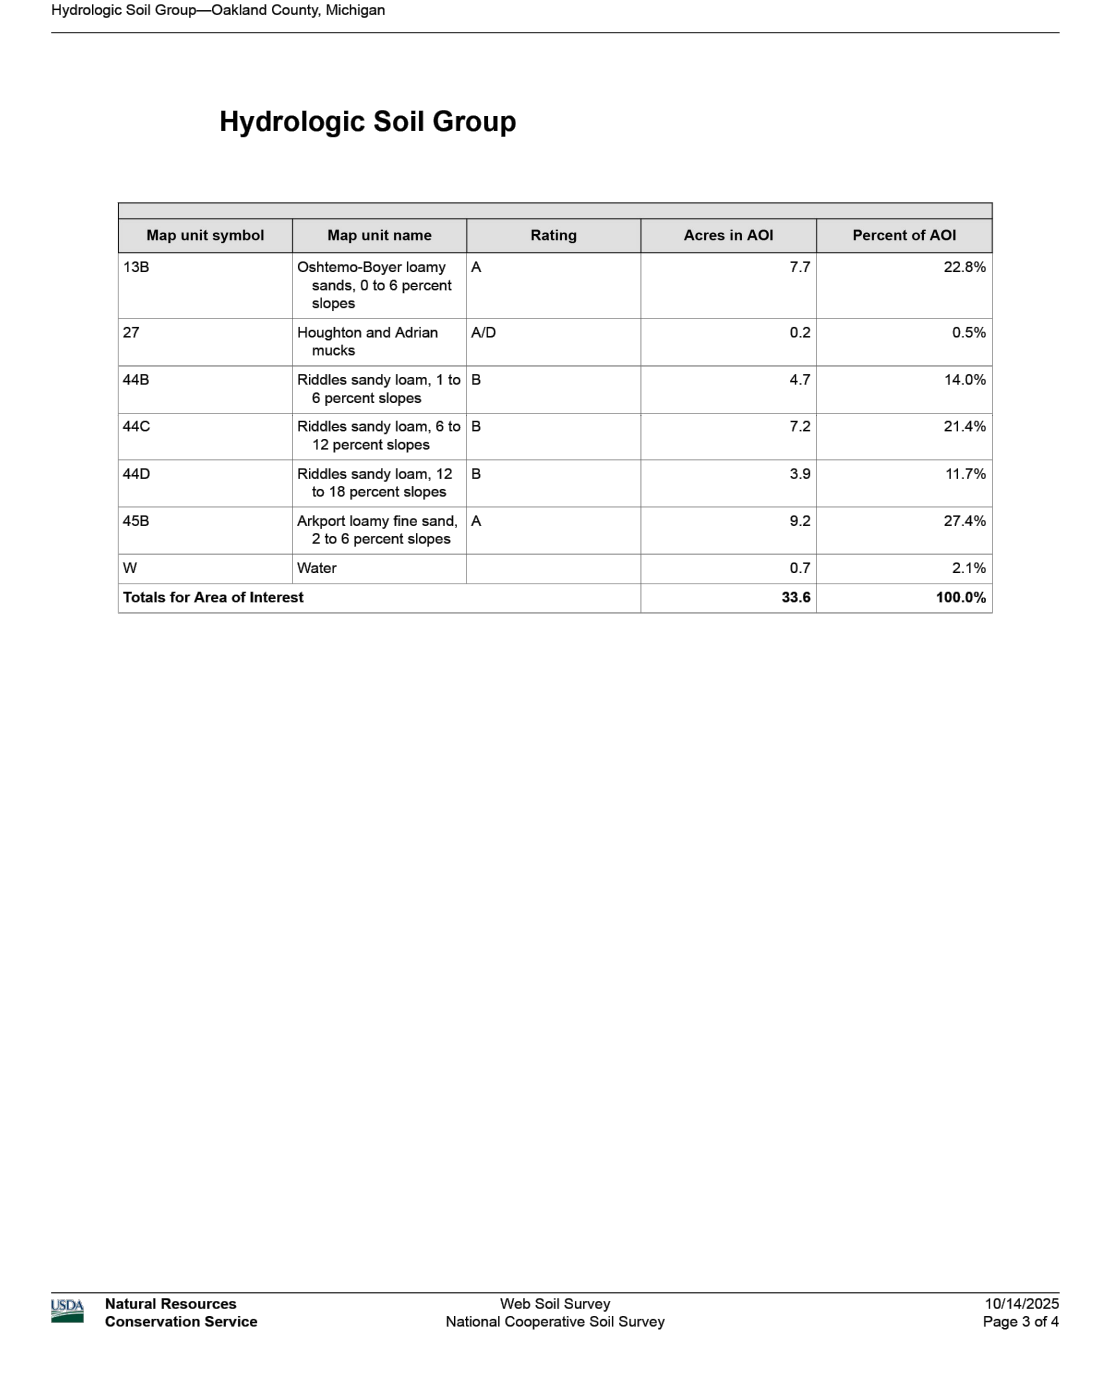 Hydrologic Soil Group—Oakland County, Michigan
Hydrologic Soil Group
Map unit symbol Map unit name Rating Acres in AOI Percent of AOI
13B Oshtemo-Boyer loamy A 7.7 22.8%
sands, 0 to 6 percent
slopes
27 Houghton and Adrian A/D 0.2 0.5%
mucks
44B Riddles sandy loam, 1 to B 4.7 14.0%
6 percent slopes
44C Riddles sandy loam, 6 to B 7.2 21.4%
12 percent slopes
44D Riddles sandy loam, 12 B 3.9 11.7%
to 18 percent slopes
45B Arkport loamy fine sand, A 9.2 27.4%
2 to 6 percent slopes
W Water 0.7 2.1%
Totals for Area of Interest 33.6 100.0%
USDA Natural Resources Web Soil Survey 10/14/2025
Conservation Service National Cooperative Soil Survey Page 3 of 4